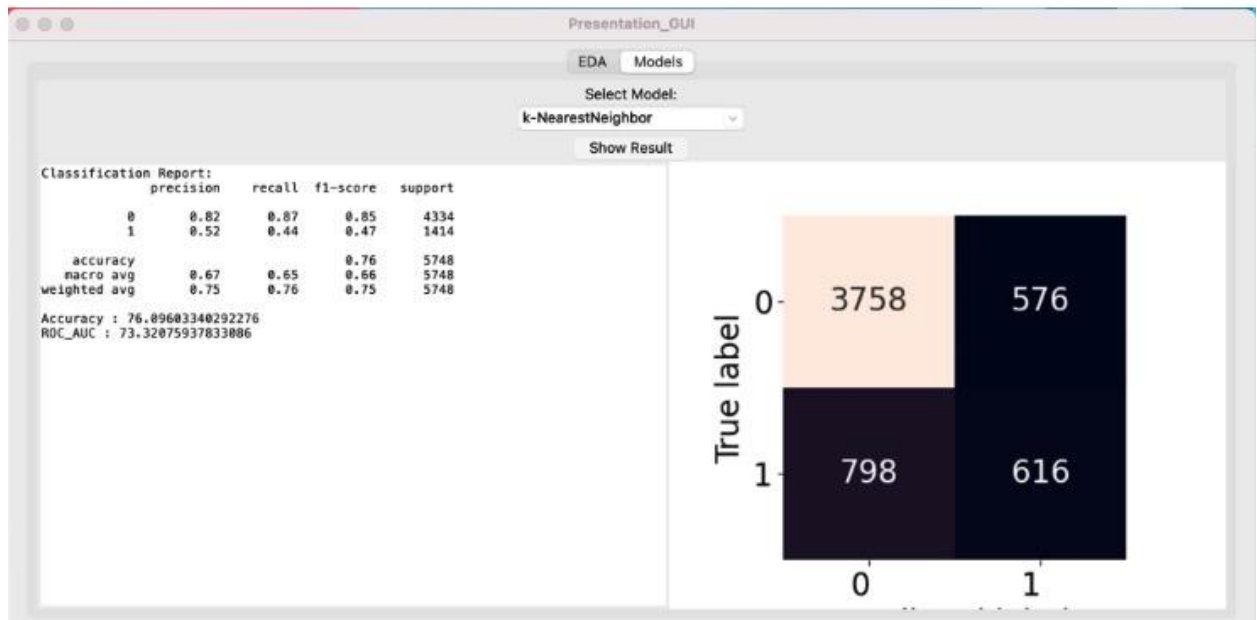 Presentation_GUI
EDA Models
Select Model:
k-NearestNeighbor
Show Result
Classification Report:
precision recall f1-score support
0 0.82 0.87 0.85 4334
1 0.52 0.44 0.47 1414
accuracy 0.76 5748
macro avg 0.67 0.65 0.66 5748
weighted avg 0.75 0.76 0.75 5748
Accuracy : 76.09603340292276
ROC_AUC : 73.32075937833086
True label
0 3758 576
1 798 616
0 1